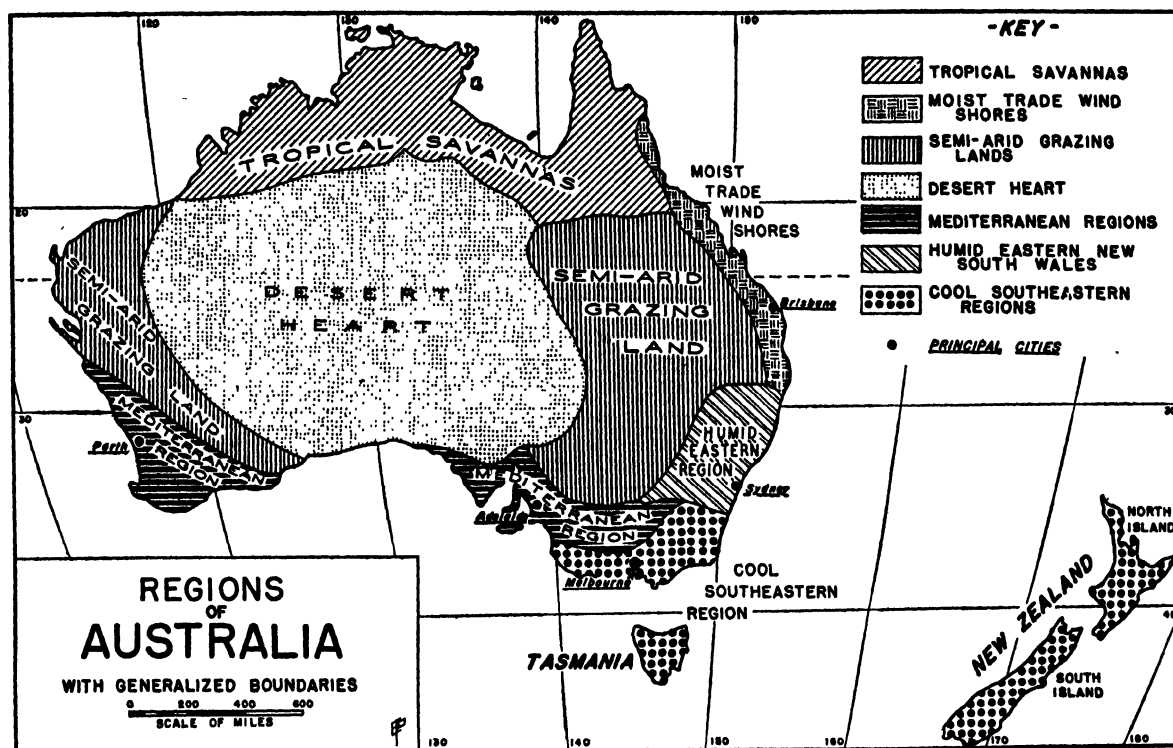 120
130
140
150
-KEY-
TROPICAL SAVANNAS
MOIST TRADE WIND
SHORES
SEMI-ARID GRAZING
LANDS
DESERT HEART
MEDITERRANEAN REGIONS
HUMID EASTERN NEW
SOUTH WALES
COOL SOUTHEASTERN
REGIONS
PRINCIPAL CITIES
TROPICAL SAVANNAS
MOIST
TRADE
WIND
SHORES
20
SEMI-ARID
GRAZING
LAND
DESERT
HEART
SEMI-ARID
GRAZING
LAND
Brisbane
30
30
MEDITERRANEAN
REGION
Perth
HUMID
EASTERN
REGION
Sydney
MEDITERRANEAN
REGION
Adelaide
Melbourne
COOL
SOUTHEASTERN
REGION
TASMANIA
NEW ZEALAND
NORTH
ISLAND
SOUTH
ISLAND
40
REGIONS
OF
AUSTRALIA
WITH GENERALIZED BOUNDARIES
0 200 400 600
SCALE OF MILES
130
140
150
160
170
180